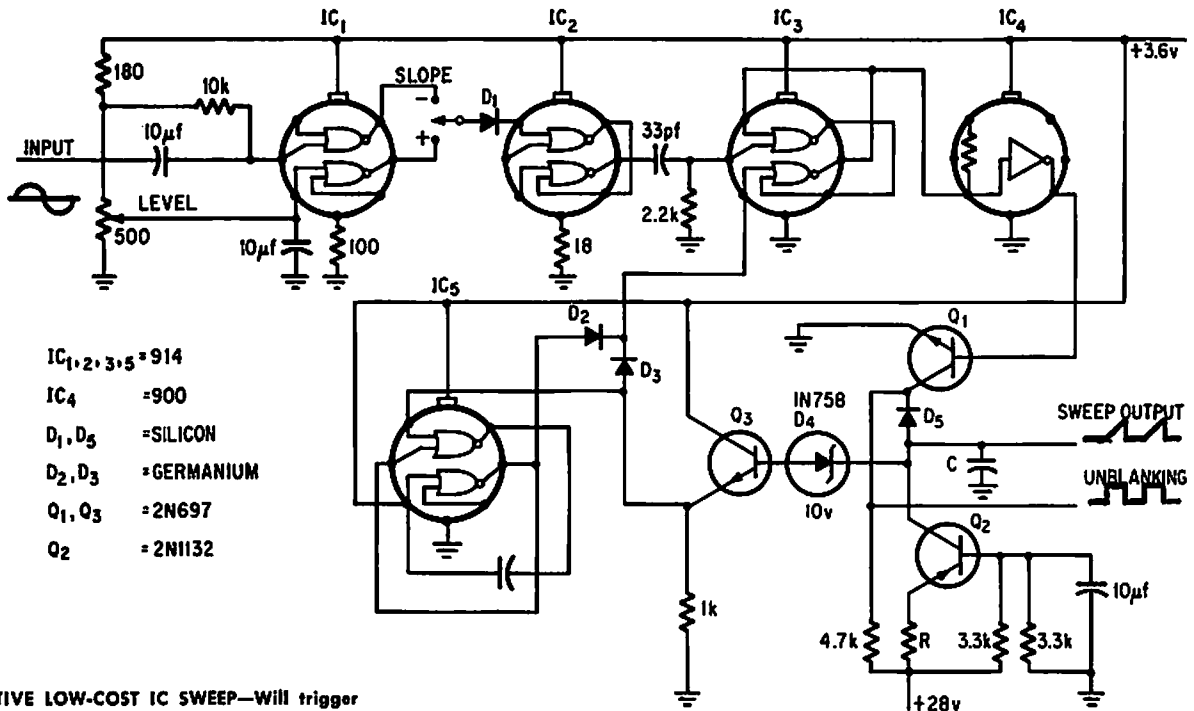 IC1
IC2
IC3
IC4
+3.6v
180
10k
SLOPE
-
+
D1
10μf
INPUT
33pf
LEVEL
500
10μf
100
18
2.2k
IC5
D2
D3
Q1
IC1,2,3,5 = 914
IC4 = 900
D1, D5 = SILICON
D2, D3 = GERMANIUM
Q1, Q3 = 2N697
Q2 = 2N1132
Q3
IN758
D4
10v
D5
SWEEP OUTPUT
C
UNBLANKING
Q2
10μf
1k
4.7k
R
3.3k
3.3k
+28v
TIVE LOW-COST IC SWEEP—Will trigger